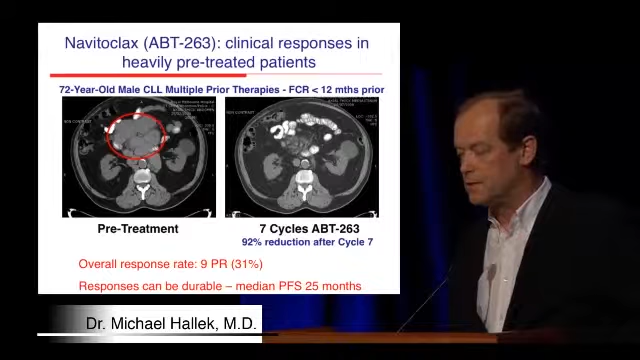 Navitoclax (ABT-263): clinical responses in
heavily pre-treated patients
72-Year-Old Male CLL Multiple Prior Therapies - FCR < 12 mths prior
Pre-Treatment
7 Cycles ABT-263
92% reduction after Cycle 7
Overall response rate: 9 PR (31%)
Responses can be durable – median PFS 25 months
Dr. Michael Hallek, M.D.